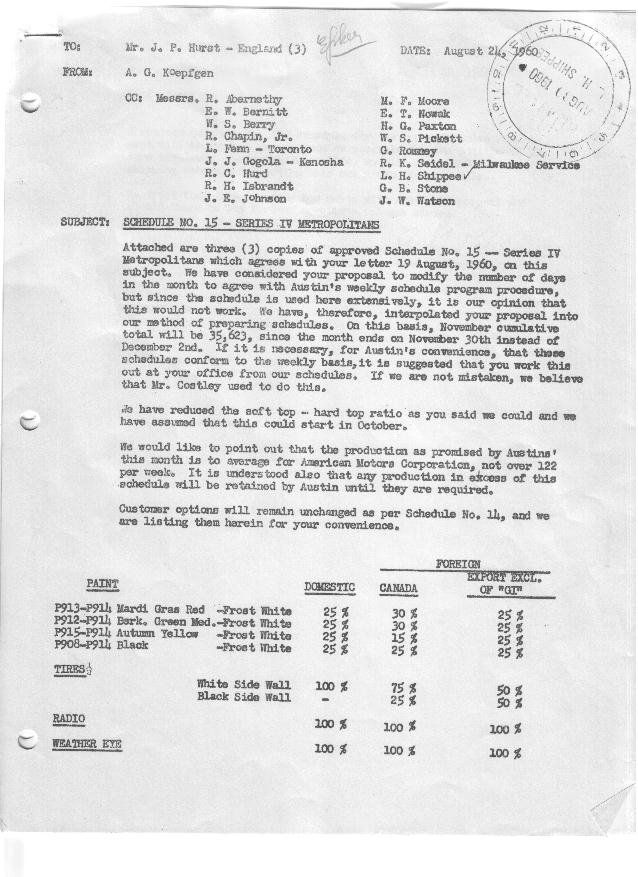 TO: Mr. J. P. Hurst - England (3) DATE: August 24, 1960
FROM: A. G. Koepfgen
CC: Messrs. R. Abernethy M. F. Moore
E. W. Bernitt E. T. Nowak
W. S. Berry H. G. Paxton
R. Chapin, Jr. W. S. Pickett
L. Fenn - Toronto G. Romney
J. J. Gogola - Kenosha R. K. Seidel - Milwaukee Service
R. C. Hurd L. H. Shippee ✓
R. H. Isbrandt G. B. Stone
J. E. Johnson J. W. Watson
SUBJECT: SCHEDULE NO. 15 - SERIES IV METROPOLITANS
Attached are three (3) copies of approved Schedule No. 15 -- Series IV
Metropolitans which agrees with your letter 19 August, 1960, on this
subject. We have considered your proposal to modify the number of days
in the month to agree with Austin's weekly schedule program procedure,
but since the schedule is used here extensively, it is our opinion that
this would not work. We have, therefore, interpolated your proposal into
our method of preparing schedules. On this basis, November cumulative
total will be 35,623, since the month ends on November 30th instead of
December 2nd. If it is necessary, for Austin's convenience, that these
schedules conform to the weekly basis, it is suggested that you work this
out at your office from our schedules. If we are not mistaken, we believe
that Mr. Costley used to do this.
We have reduced the soft top - hard top ratio as you said we could and we
have assumed that this could start in October.
We would like to point out that the production as promised by Austins'
this month is to average for American Motors Corporation, not over 122
per week. It is understood also that any production in excess of this
schedule will be retained by Austin until they are required.
Customer options will remain unchanged as per Schedule No. 14, and we
are listing them herein for your convenience.
FOREIGN
PAINT DOMESTIC CANADA EXPORT EXCL. OF "GI"
P913-P914 Mardi Gras Red -Frost White 25 % 30 % 25 %
P912-P914 Berk. Green Med.-Frost White 25 % 30 % 25 %
P915-P914 Autumn Yellow -Frost White 25 % 15 % 25 %
P908-P914 Black -Frost White 25 % 25 % 25 %
TIRES
White Side Wall 100 % 75 % 50 %
Black Side Wall - 25 % 50 %
RADIO 100 % 100 % 100 %
WEATHER EYE 100 % 100 % 100 %
L. H. SHIPPEE
1960